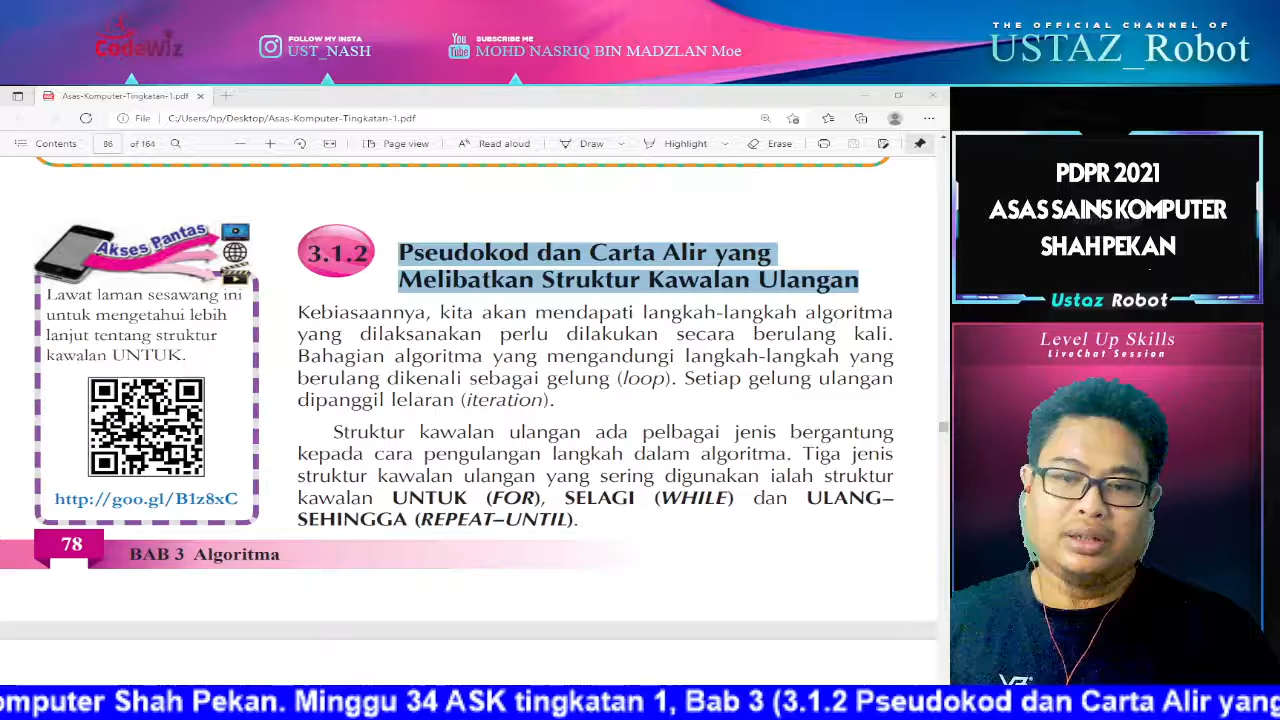 CodeWiz
FOLLOW MY INSTA
UST_NASH
You Tube
SUBSCRIBE ME
MOHD NASRIQ BIN MADZLAN Moe
THE OFFICIAL CHANNEL OF
USTAZ_Robot
Asas-Komputer-Tingkatan-1.pdf
File
C:/Users/hp/Desktop/Asas-Komputer-Tingkatan-1.pdf
Contents
86
of 164
Page view
Read aloud
Draw
Highlight
Erase
Akses Pantas
Lawat laman sesawang ini
untuk mengetahui lebih
lanjut tentang struktur
kawalan UNTUK.
http://goo.gl/B1z8xC
3.1.2
Pseudokod dan Carta Alir yang
Melibatkan Struktur Kawalan Ulangan
Kebiasaannya, kita akan mendapati langkah-langkah algoritma
yang dilaksanakan perlu dilakukan secara berulang kali.
Bahagian algoritma yang mengandungi langkah-langkah yang
berulang dikenali sebagai gelung (loop). Setiap gelung ulangan
dipanggil lelaran (iteration).
Struktur kawalan ulangan ada pelbagai jenis bergantung
kepada cara pengulangan langkah dalam algoritma. Tiga jenis
struktur kawalan ulangan yang sering digunakan ialah struktur
kawalan UNTUK (FOR), SELAGI (WHILE) dan ULANG–
SEHINGGA (REPEAT–UNTIL).
78
BAB 3 Algoritma
PDPR 2021
ASAS SAINS KOMPUTER
SHAH PEKAN
Ustaz Robot
Level Up Skills
LiveChat Session
omputer Shah Pekan. Minggu 34 ASK tingkatan 1, Bab 3 (3.1.2 Pseudokod dan Carta Alir yang